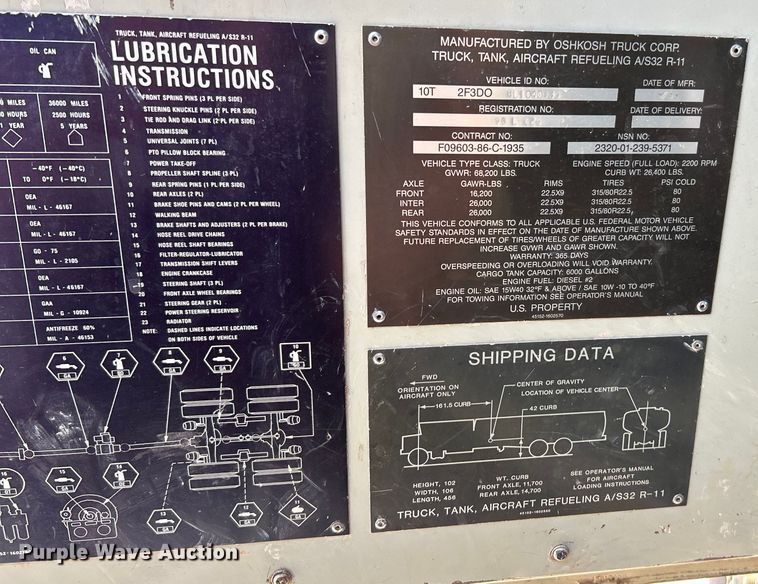 TRUCK, TANK, AIRCRAFT REFUELING A/S32 R-11
LUBRICATION
INSTRUCTIONS
OIL CAN
36000 MILES
2500 HOURS
5 YEARS
MILES
HOURS
1 YEAR
-40°F (-40°C)
TO 0°F (-18°C)
OEA
MIL - L - 46167
OEA
MIL - L - 46167
GO - 75
MIL - L - 2105
OEA
MIL - L - 46167
GAA
MIL - G - 10924
ANTIFREEZE 60%
MIL - A - 46153
1 FRONT SPRING PINS (3 PL PER SIDE)
2 STEERING KNUCKLE PINS (2 PL PER SIDE)
3 TIE ROD AND DRAG LINK (2 PL PER SIDE)
4 TRANSMISSION
5 UNIVERSAL JOINTS (7 PL)
6 PTO PILLOW BLOCK BEARING
7 POWER TAKE-OFF
8 PROPELLER SHAFT SPLINE (3 PL)
9 REAR SPRING PINS (1 PL PER SIDE)
10 REAR AXLES (2 PL)
11 BRAKE SHOE PINS AND CAMS (2 PL PER WHEEL)
12 WALKING BEAM
13 BRAKE SHAFTS AND ADJUSTERS (2 PL PER BRAKE)
14 HOSE REEL DRIVE CHAINS
15 HOSE REEL SHAFT BEARINGS
16 FILTER-REGULATOR-LUBRICATOR
17 TRANSMISSION SHIFT LEVERS
18 ENGINE CRANKCASE
19 STEERING SHAFT (3 PL)
20 FRONT AXLE WHEEL BEARINGS
21 STEERING GEAR (2 PL)
22 POWER STEERING RESERVOIR
23 RADIATOR
NOTE: DASHED LINES INDICATE LOCATIONS
ON BOTH SIDES OF VEHICLE
6
7
8
9
10
GA
GO
16
13
14
13
12
11
MANUFACTURED BY OSHKOSH TRUCK CORP.
TRUCK, TANK, AIRCRAFT REFUELING A/S32 R-11
VEHICLE ID NO: DATE OF MFR:
10T 2F3DO
REGISTRATION NO: DATE OF DELIVERY:
CONTRACT NO: NSN NO:
F09603-86-C-1935 2320-01-239-5371
VEHICLE TYPE CLASS: TRUCK ENGINE SPEED (FULL LOAD): 2200 RPM
GVWR: 68,200 LBS. CURB WT: 26,400 LBS.
AXLE GAWR-LBS RIMS TIRES PSI COLD
FRONT 16,200 22.5X9 315/80R22.5 80
INTER 26,000 22.5X9 315/80R22.5 80
REAR 26,000 22.5X9 315/80R22.5 80
THIS VEHICLE CONFORMS TO ALL APPLICABLE U.S. FEDERAL MOTOR VEHICLE
SAFETY STANDARDS IN EFFECT ON THE DATE OF MANUFACTURE SHOWN ABOVE.
FUTURE REPLACEMENT OF TIRES/WHEELS OF GREATER CAPACITY WILL NOT
INCREASE GVWR AND GAWR SHOWN.
WARRANTY: 365 DAYS
OVERSPEEDING OR OVERLOADING WILL VOID WARRANTY.
CARGO TANK CAPACITY: 6000 GALLONS
ENGINE FUEL: DIESEL #2
ENGINE OIL: SAE 15W40 32°F & ABOVE / SAE 10W -10 TO 40°F
FOR TOWING INFORMATION SEE OPERATOR'S MANUAL
U.S. PROPERTY
45152-1602570
SHIPPING DATA
FWD
ORIENTATION ON
AIRCRAFT ONLY
CENTER OF GRAVITY
LOCATION OF VEHICLE CENTER
161.5 CURB
42 CURB
HEIGHT, 102
WIDTH, 106
LENGTH, 456
WT. CURB
FRONT AXLE, 11,700
REAR AXLE, 14,700
SEE OPERATOR'S MANUAL
FOR AIRCRAFT
LOADING INSTRUCTIONS
TRUCK, TANK, AIRCRAFT REFUELING A/S32 R-11
Purple Wave Auction